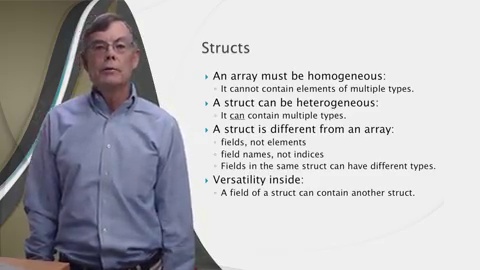 Structs
An array must be homogeneous:
It cannot contain elements of multiple types.
A struct can be heterogeneous:
It can contain multiple types.
A struct is different from an array:
fields, not elements
field names, not indices
Fields in the same struct can have different types.
Versatility inside:
A field of a struct can contain another struct.